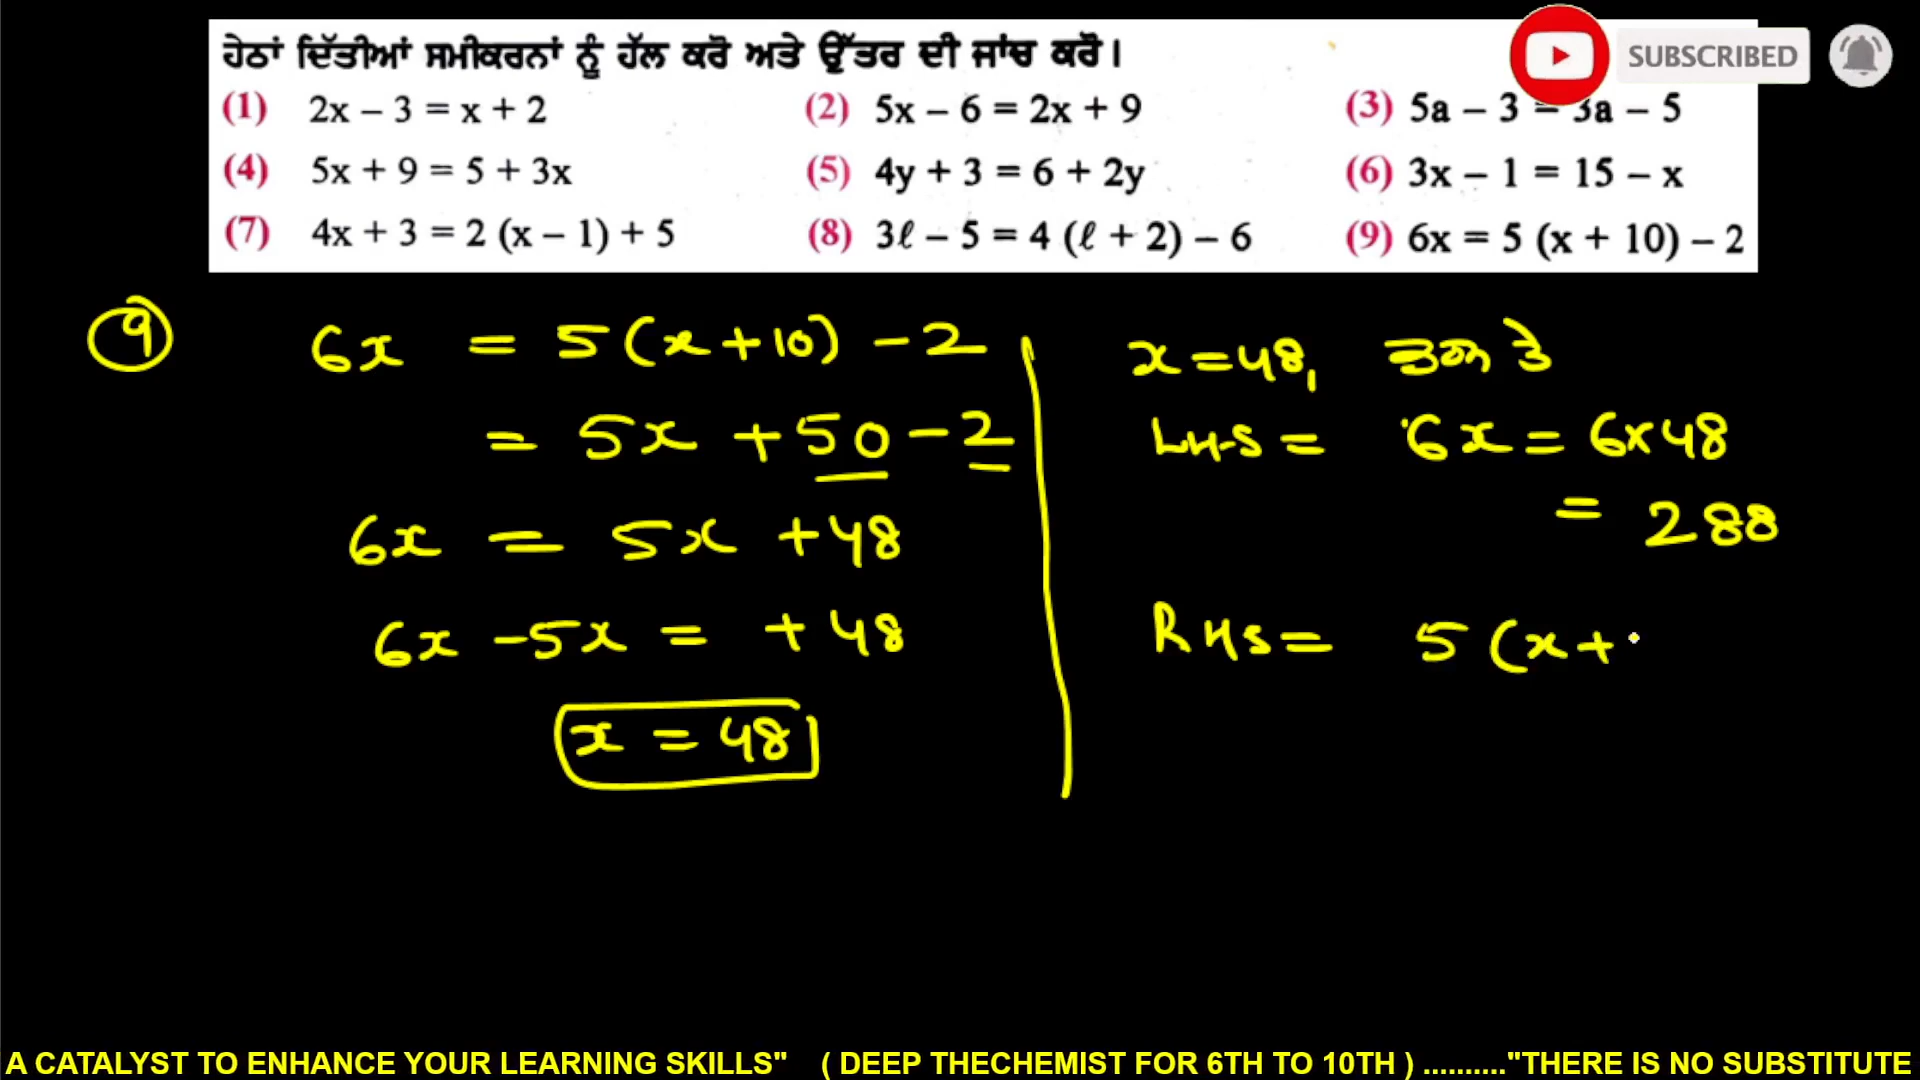 ਹੇਠਾਂ ਦਿੱਤੀਆਂ ਸਮੀਕਰਨਾਂ ਨੂੰ ਹੱਲ ਕਰੋ ਅਤੇ ਉੱਤਰ ਦੀ ਜਾਂਚ ਕਰੋ।
SUBSCRIBED
(1) 2x – 3 = x + 2 (2) 5x – 6 = 2x + 9 (3) 5a – 3 = 3a – 5
(4) 5x + 9 = 5 + 3x (5) 4y + 3 = 6 + 2y (6) 3x – 1 = 15 – x
(7) 4x + 3 = 2 (x – 1) + 5 (8) 3ℓ – 5 = 4 (ℓ + 2) – 6 (9) 6x = 5 (x + 10) – 2
9 6x = 5(x+10) -2
= 5x +50 -2
6x = 5x +48
6x -5x = +48
x = 48
x = 48,
LHS = 6x = 6x48
= 288
RHS = 5(x+
A CATALYST TO ENHANCE YOUR LEARNING SKILLS" ( DEEP THECHEMIST FOR 6TH TO 10TH ) .........."THERE IS NO SUBSTITUTE